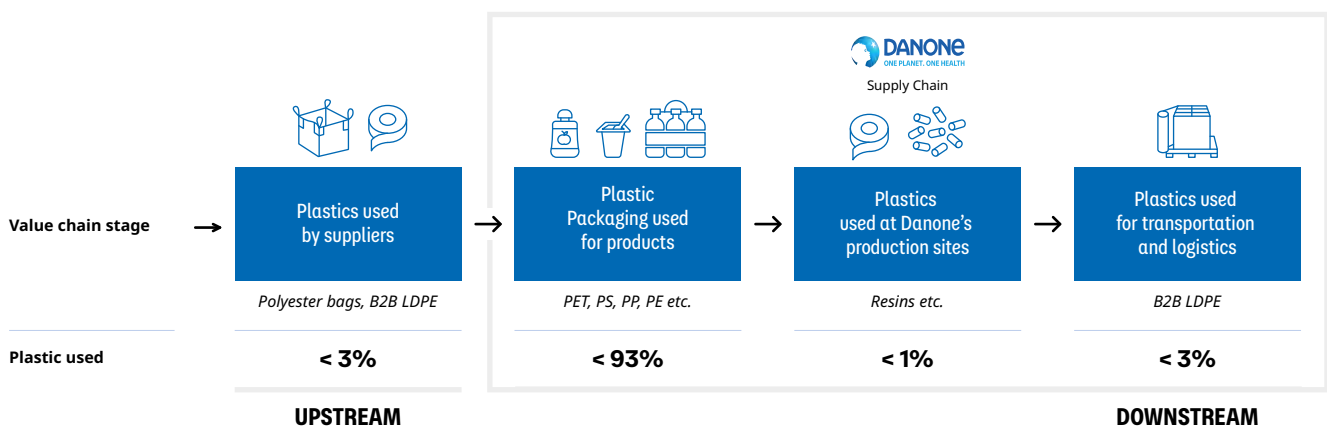 DANONE
ONE PLANET. ONE HEALTH
Supply Chain
Value chain stage
Plastics used
by suppliers
Plastic
Packaging used
for products
Plastics
used at Danone's
production sites
Plastics used
for transportation
and logistics
Polyester bags, B2B LDPE
PET, PS, PP, PE etc.
Resins etc.
B2B LDPE
Plastic used
< 3%
< 93%
< 1%
< 3%
UPSTREAM
DOWNSTREAM